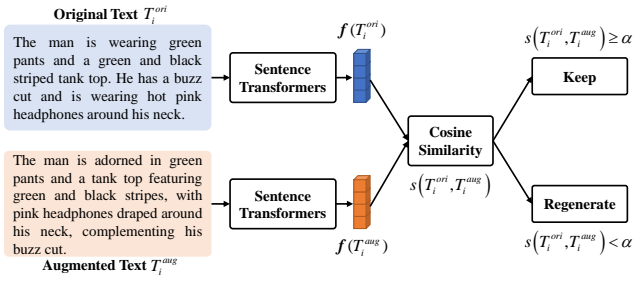 Original Text $T_i^{ori}$
The man is wearing green
pants and a green and black
striped tank top. He has a buzz
cut and is wearing hot pink
headphones around his neck.
Sentence
Transformers
$f(T_i^{ori})$
The man is adorned in green
pants and a tank top featuring
green and black stripes, with
pink headphones draped around
his neck, complementing his
buzz cut.
Augmented Text $T_i^{aug}$
Sentence
Transformers
$f(T_i^{aug})$
Cosine
Similarity
$s(T_i^{ori}, T_i^{aug})$
$s(T_i^{ori}, T_i^{aug}) \geq \alpha$
Keep
Regenerate
$s(T_i^{ori}, T_i^{aug}) < \alpha$